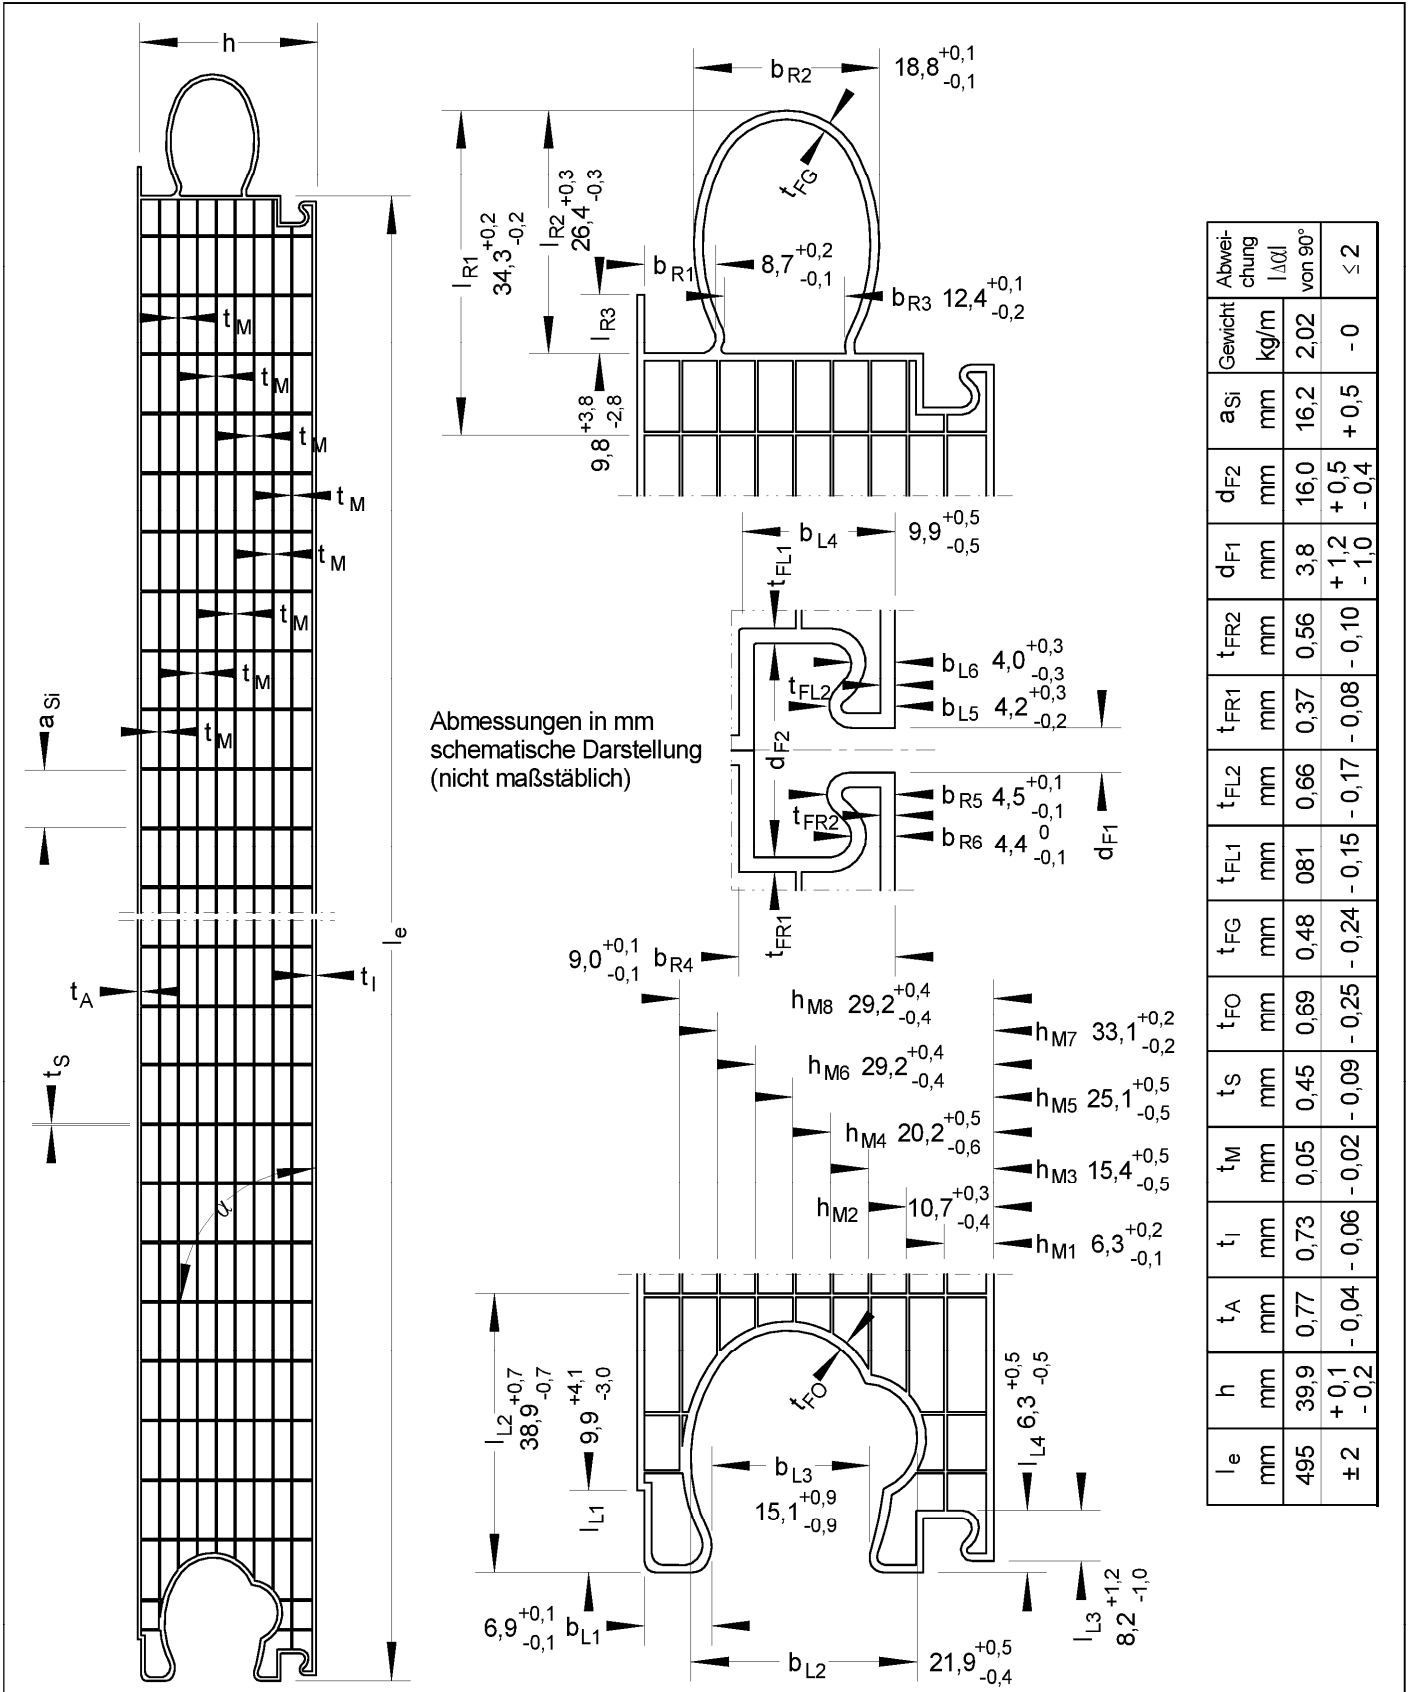 h
b R2 18,8 +0,1 -0,1
t FG
l R1 34,3 +0,2 -0,2
l R2 26,4 +0,3 -0,3
b R1 8,7 +0,2 -0,1
l R3 9,8 +3,8 -2,8
b R3 12,4 +0,1 -0,2
t M
t M
t M
t M
t M
t M
t M
t M
a Si
b L4 9,9 +0,5 -0,5
t FL1
b L6 4,0 +0,3 -0,3
t FL2
b L5 4,2 +0,3 -0,2
d F2
Abmessungen in mm
schematische Darstellung
(nicht maßstäblich)
b R5 4,5 +0,1 -0,1
t FR2
b R6 4,4 0 -0,1
d F1
t FR1
9,0 +0,1 -0,1 b R4
l e
t A
t I
t S
α
h M8 29,2 +0,4 -0,4
h M7 33,1 +0,2 -0,2
h M6 29,2 +0,4 -0,4
h M5 25,1 +0,5 -0,5
h M4 20,2 +0,5 -0,6
h M3 15,4 +0,5 -0,5
h M2 10,7 +0,3 -0,4
h M1 6,3 +0,2 -0,1
l L2 38,9 +0,7 -0,7
l L1 9,9 +4,1 -3,0
t FO
b L3
15,1 +0,9 -0,9
l L4 6,3 +0,5 -0,5
l L3 8,2 +1,2 -1,0
6,9 +0,1 -0,1 b L1
b L2 21,9 +0,5 -0,4
l e h t A t I t M t S t FO t FG t FL1 t FL2 t FR1 t FR2 d F1 d F2 a Si Gewicht Abwei-
chung
|Δα|
mm mm mm mm mm mm mm mm mm mm mm mm mm mm mm kg/m von 90°
495 39,9 0,77 0,73 0,05 0,45 0,69 0,48 081 0,66 0,37 0,56 3,8 16,0 16,2 2,02 ≤ 2
± 2 + 0,1 - 0,2 - 0,04 - 0,06 - 0,02 - 0,09 - 0,25 - 0,24 - 0,15 - 0,17 - 0,08 - 0,10 + 1,2 - 1,0 + 0,5 - 0,4 + 0,5 - 0